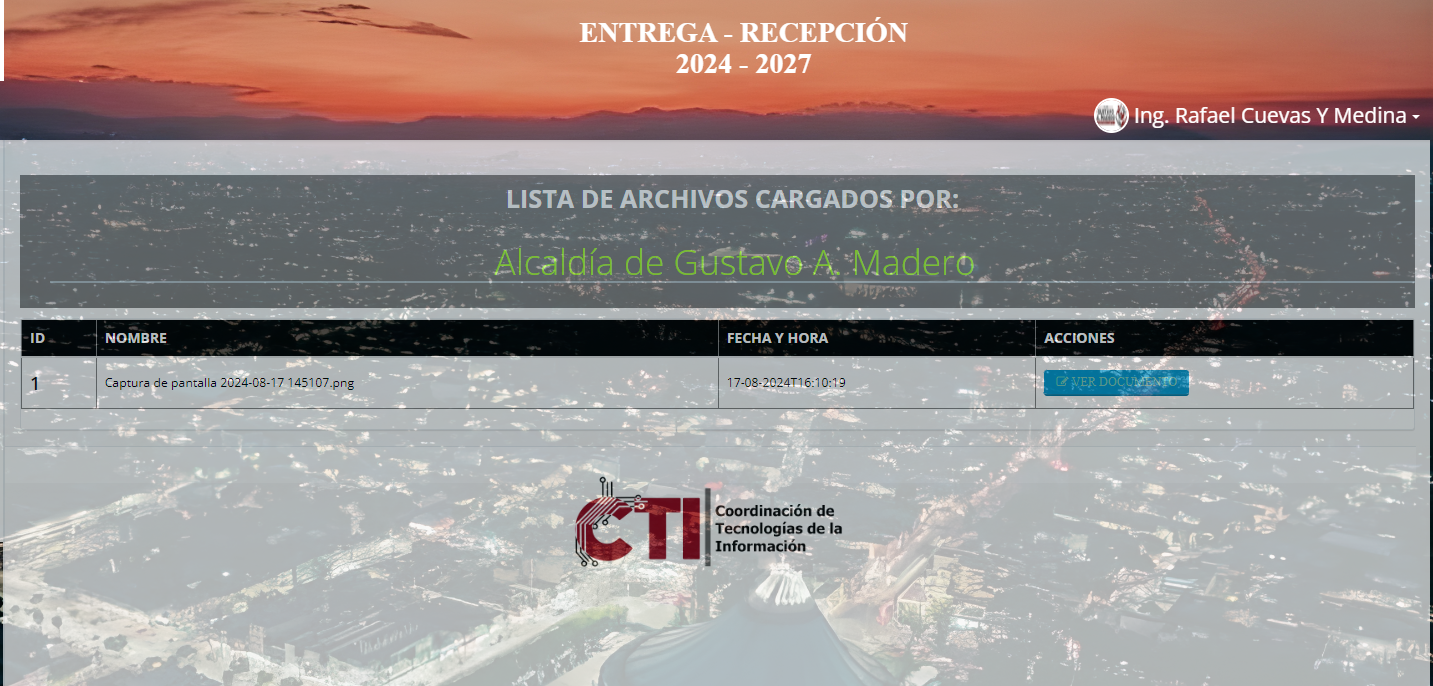 ENTREGA - RECEPCIÓN
2024 - 2027
Ing. Rafael Cuevas Y Medina
LISTA DE ARCHIVOS CARGADOS POR:
Alcaldía de Gustavo A. Madero
ID NOMBRE FECHA Y HORA ACCIONES
1 Captura de pantalla 2024-08-17 145107.png 17-08-2024T16:10:19 VER DOCUMENTO
CTI
Coordinación de
Tecnologías de la
Información